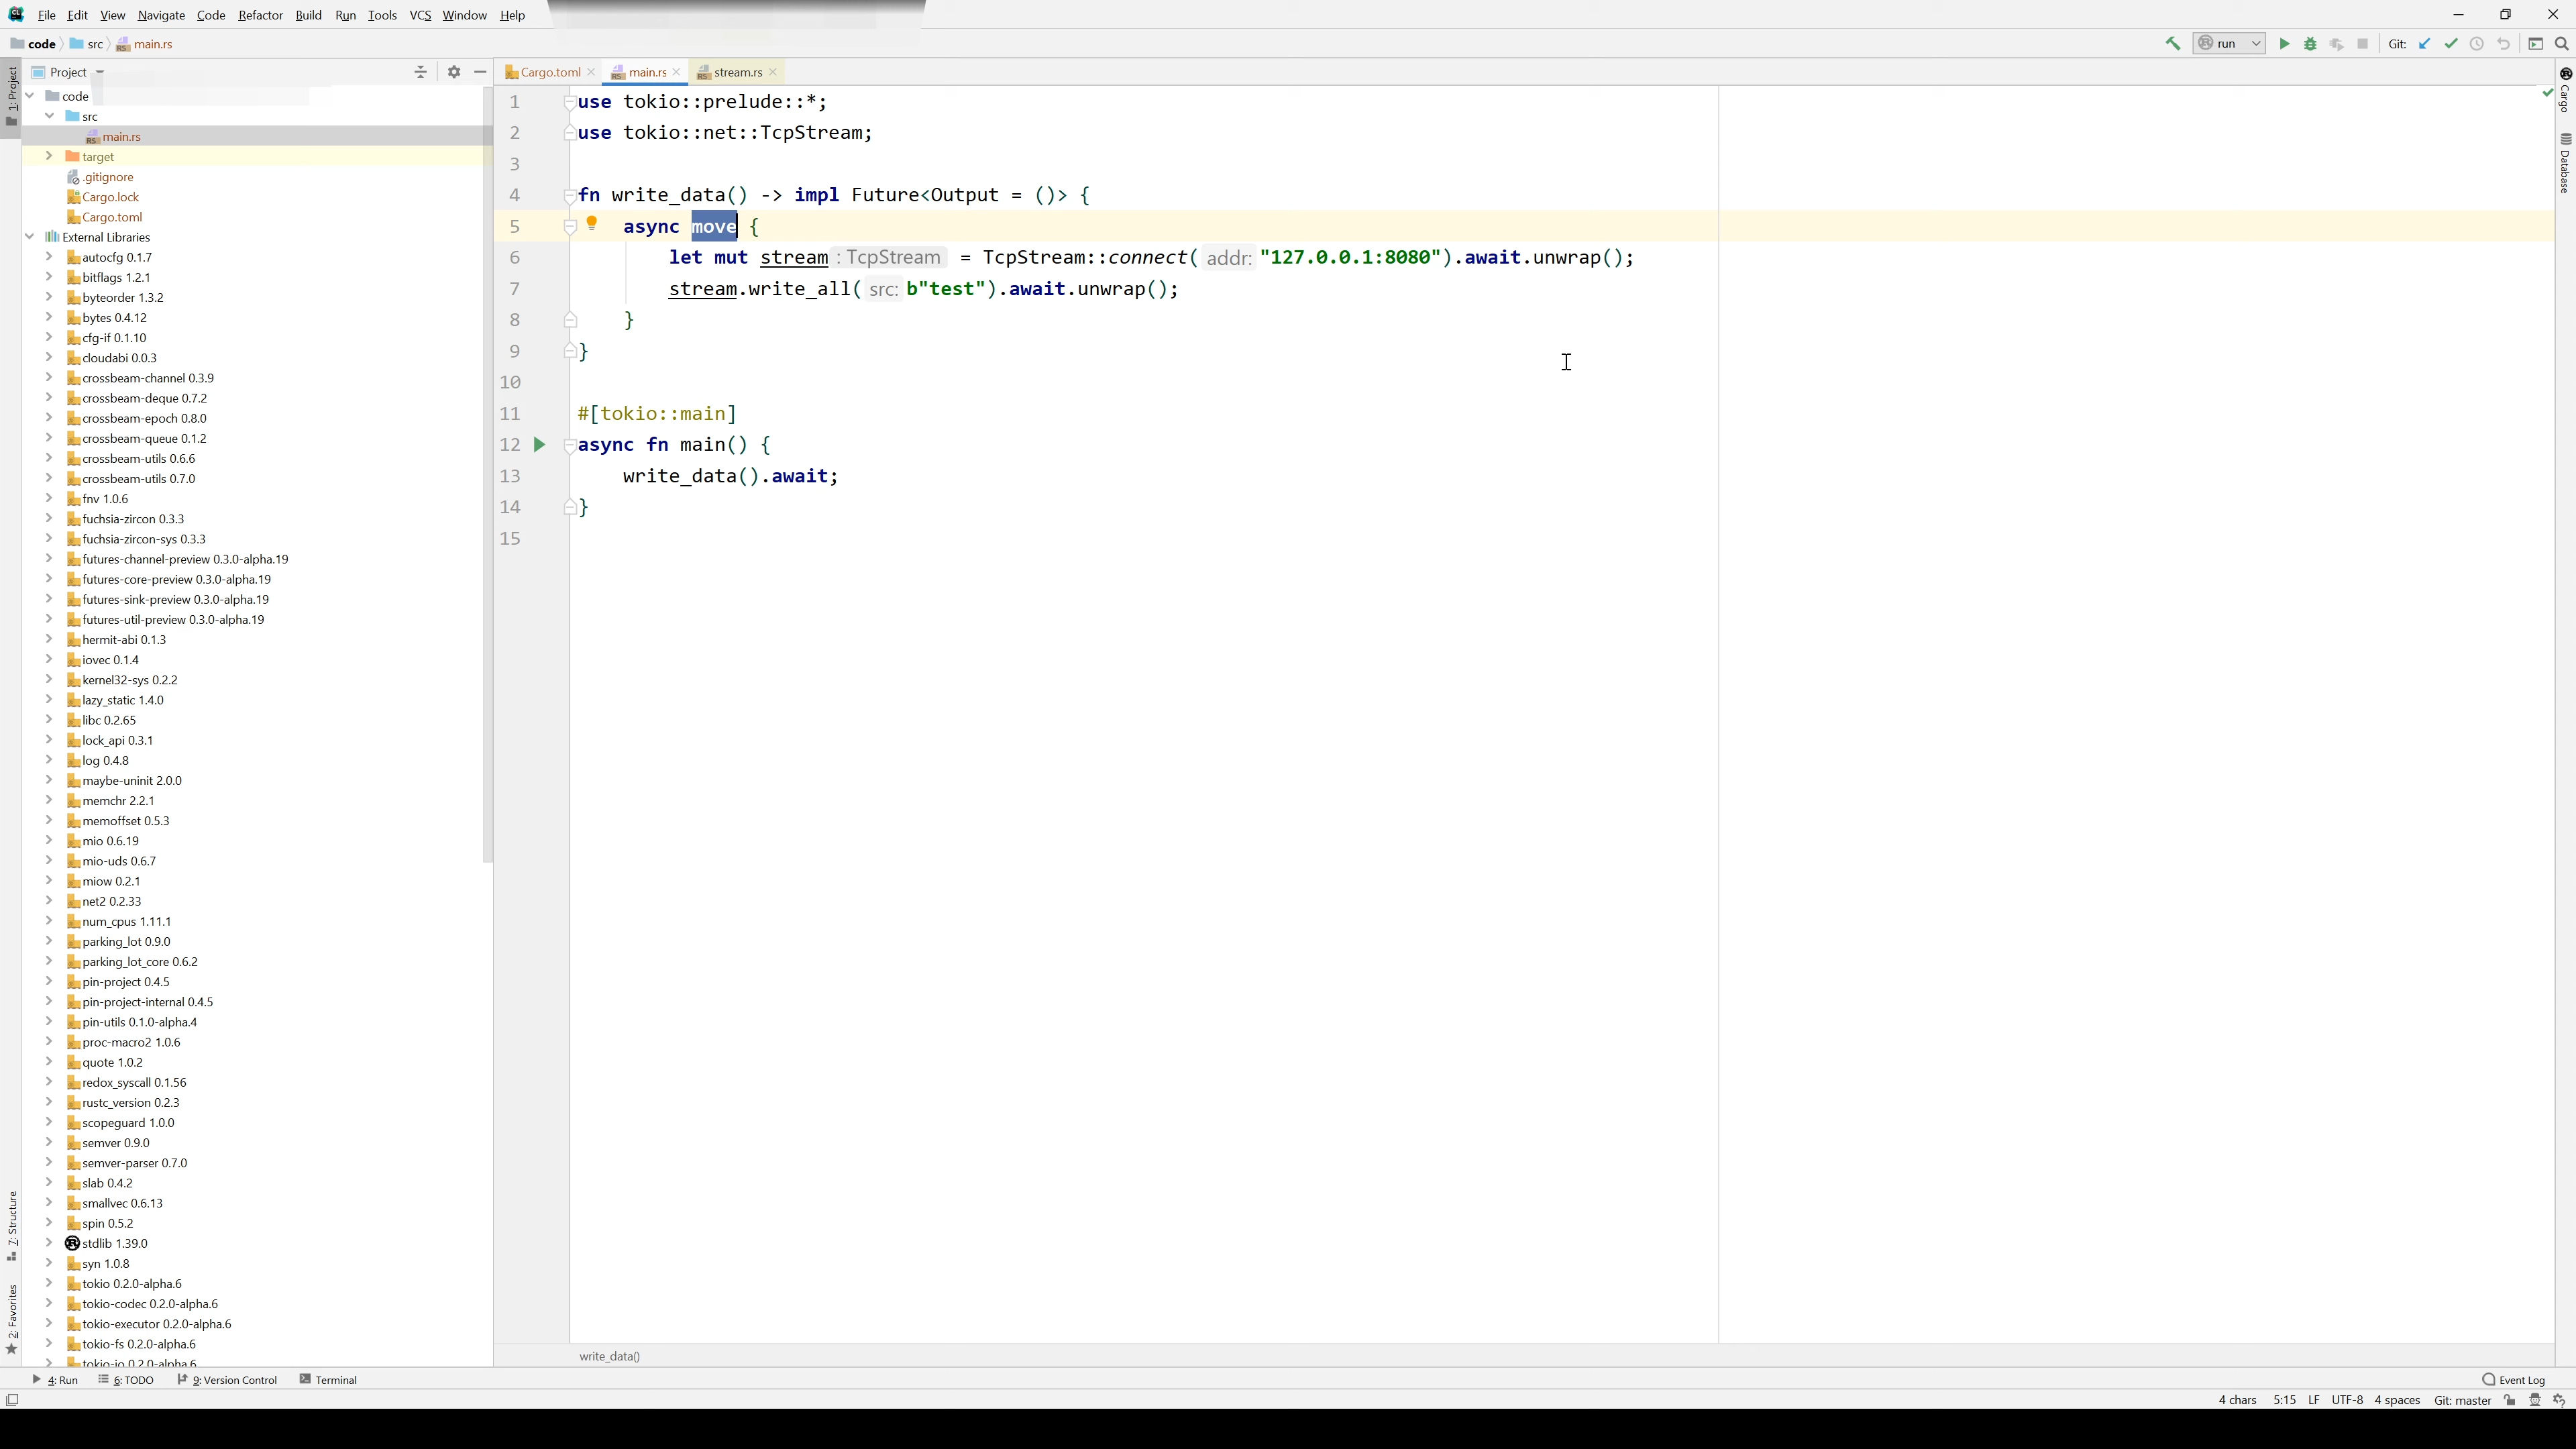 File Edit View Navigate Code Refactor Build Run Tools VCS Window Help
code src main.rs run Git:
Project
Cargo.toml main.rs stream.rs
1: Project
code
src
main.rs
target
.gitignore
Cargo.lock
Cargo.toml
External Libraries
autocfg 0.1.7
bitflags 1.2.1
byteorder 1.3.2
bytes 0.4.12
cfg-if 0.1.10
cloudabi 0.0.3
crossbeam-channel 0.3.9
crossbeam-deque 0.7.2
crossbeam-epoch 0.8.0
crossbeam-queue 0.1.2
crossbeam-utils 0.6.6
crossbeam-utils 0.7.0
fnv 1.0.6
fuchsia-zircon 0.3.3
fuchsia-zircon-sys 0.3.3
futures-channel-preview 0.3.0-alpha.19
futures-core-preview 0.3.0-alpha.19
futures-sink-preview 0.3.0-alpha.19
futures-util-preview 0.3.0-alpha.19
hermit-abi 0.1.3
iovec 0.1.4
kernel32-sys 0.2.2
lazy_static 1.4.0
libc 0.2.65
lock_api 0.3.1
log 0.4.8
maybe-uninit 2.0.0
memchr 2.2.1
memoffset 0.5.3
mio 0.6.19
mio-uds 0.6.7
miow 0.2.1
net2 0.2.33
num_cpus 1.11.1
parking_lot 0.9.0
parking_lot_core 0.6.2
pin-project 0.4.5
pin-project-internal 0.4.5
pin-utils 0.1.0-alpha.4
proc-macro2 1.0.6
quote 1.0.2
redox_syscall 0.1.56
rustc_version 0.2.3
scopeguard 1.0.0
semver 0.9.0
semver-parser 0.7.0
slab 0.4.2
smallvec 0.6.13
spin 0.5.2
stdlib 1.39.0
syn 1.0.8
tokio 0.2.0-alpha.6
tokio-codec 0.2.0-alpha.6
tokio-executor 0.2.0-alpha.6
tokio-fs 0.2.0-alpha.6
tokio-io 0.2.0-alpha.6
7: Structure
2: Favorites
1 use tokio::prelude::*;
2 use tokio::net::TcpStream;
3
4 fn write_data() -> impl Future<Output = ()> {
5 async move {
6 let mut stream : TcpStream = TcpStream::connect( addr: "127.0.0.1:8080").await.unwrap();
7 stream.write_all( src: b"test").await.unwrap();
8 }
9 }
10
11 #[tokio::main]
12 async fn main() {
13 write_data().await;
14 }
15
Cargo
Database
write_data()
4: Run 6: TODO 9: Version Control Terminal Event Log
4 chars 5:15 LF UTF-8 4 spaces Git: master